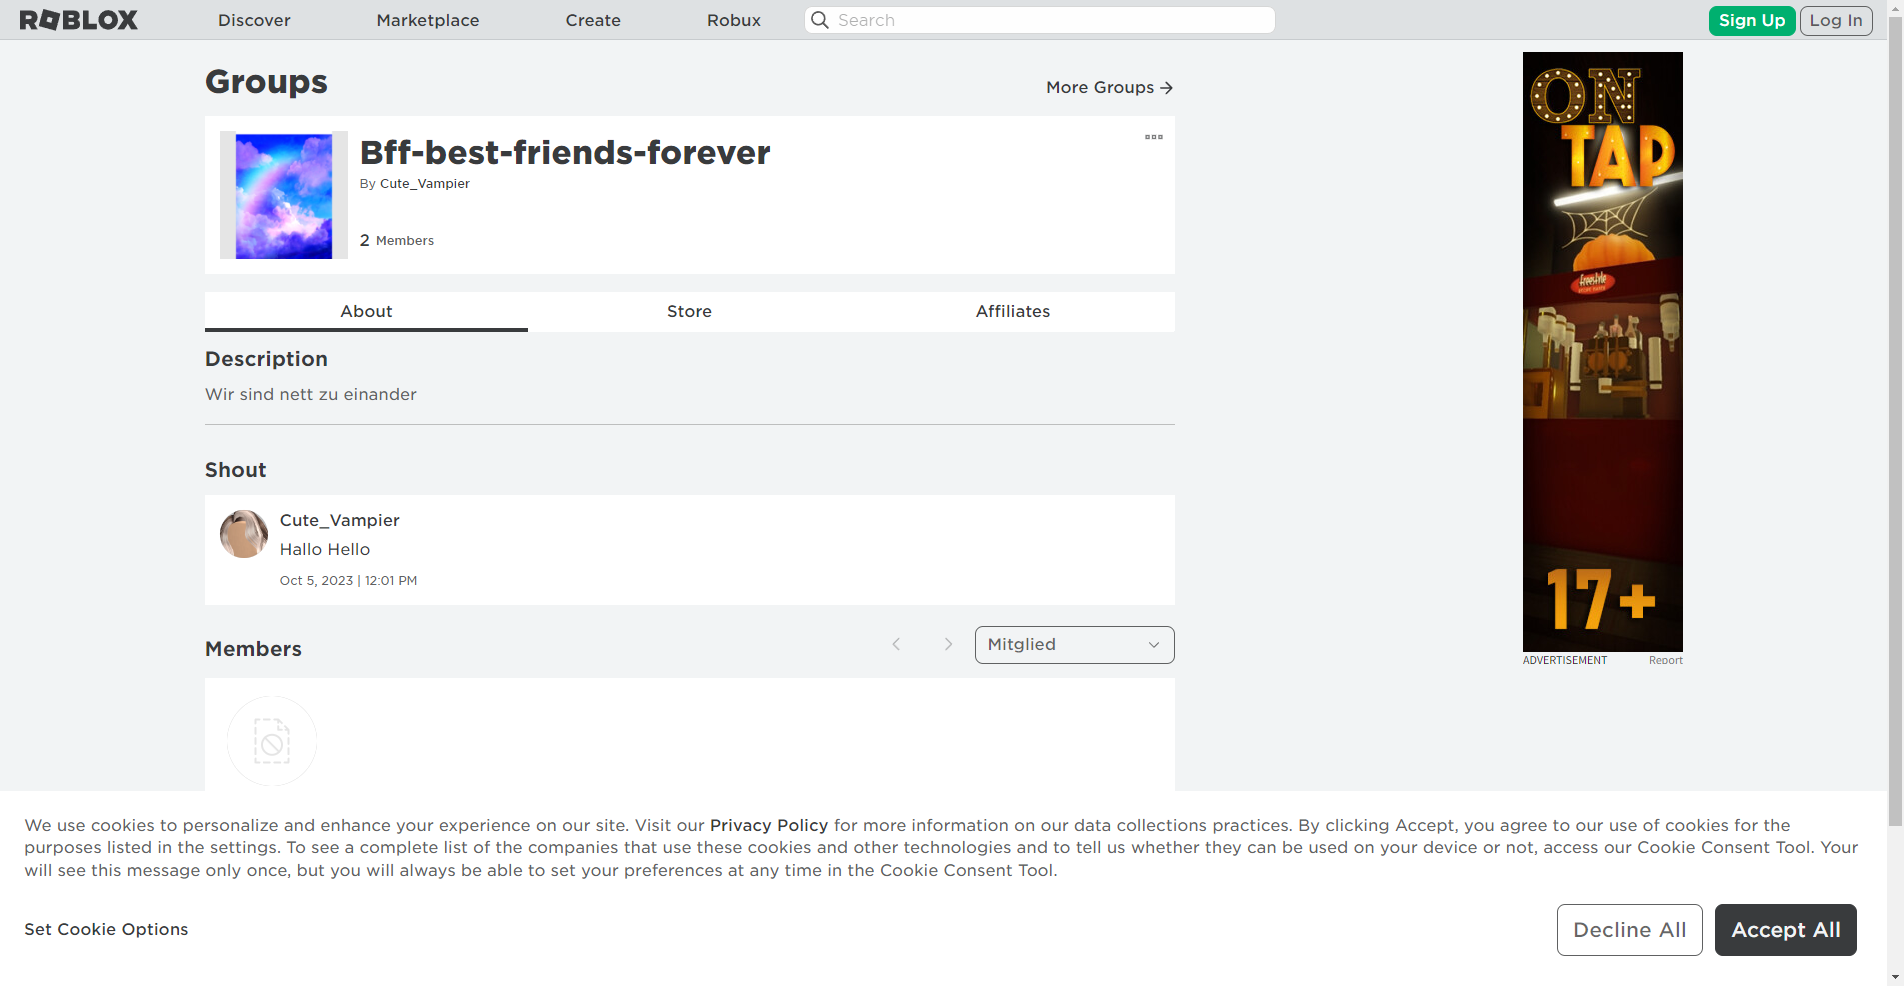 ROBLOX
Discover
Marketplace
Create
Robux
Search
Sign Up
Log In
Groups
More Groups
Bff-best-friends-forever
By Cute_Vampier
2 Members
About
Store
Affiliates
Description
Wir sind nett zu einander
Shout
Cute_Vampier
Hallo Hello
Oct 5, 2023 | 12:01 PM
Members
Mitglied
ON
TAP
freestyle
17+
ADVERTISEMENT
Report
We use cookies to personalize and enhance your experience on our site. Visit our Privacy Policy for more information on our data collections practices. By clicking Accept, you agree to our use of cookies for the
purposes listed in the settings. To see a complete list of the companies that use these cookies and other technologies and to tell us whether they can be used on your device or not, access our Cookie Consent Tool. Your
will see this message only once, but you will always be able to set your preferences at any time in the Cookie Consent Tool.
Set Cookie Options
Decline All
Accept All